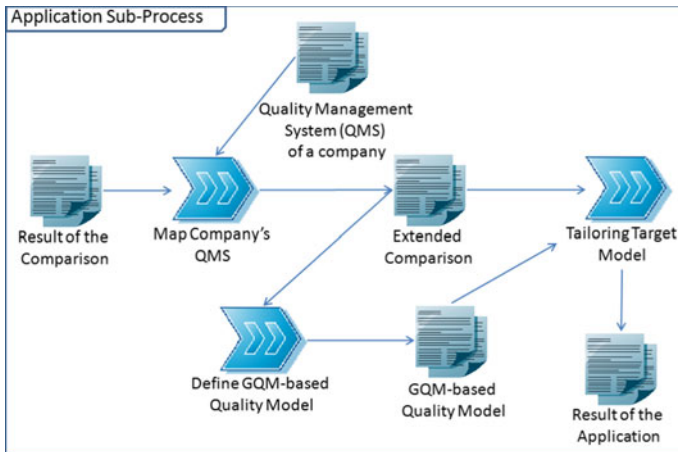 Application Sub-Process
Quality Management
System (QMS)
of a company
Result of the
Comparison
Map Company's
QMS
Extended
Comparison
Tailoring Target
Model
Define GQM-based
Quality Model
GQM-based
Quality Model
Result of the
Application